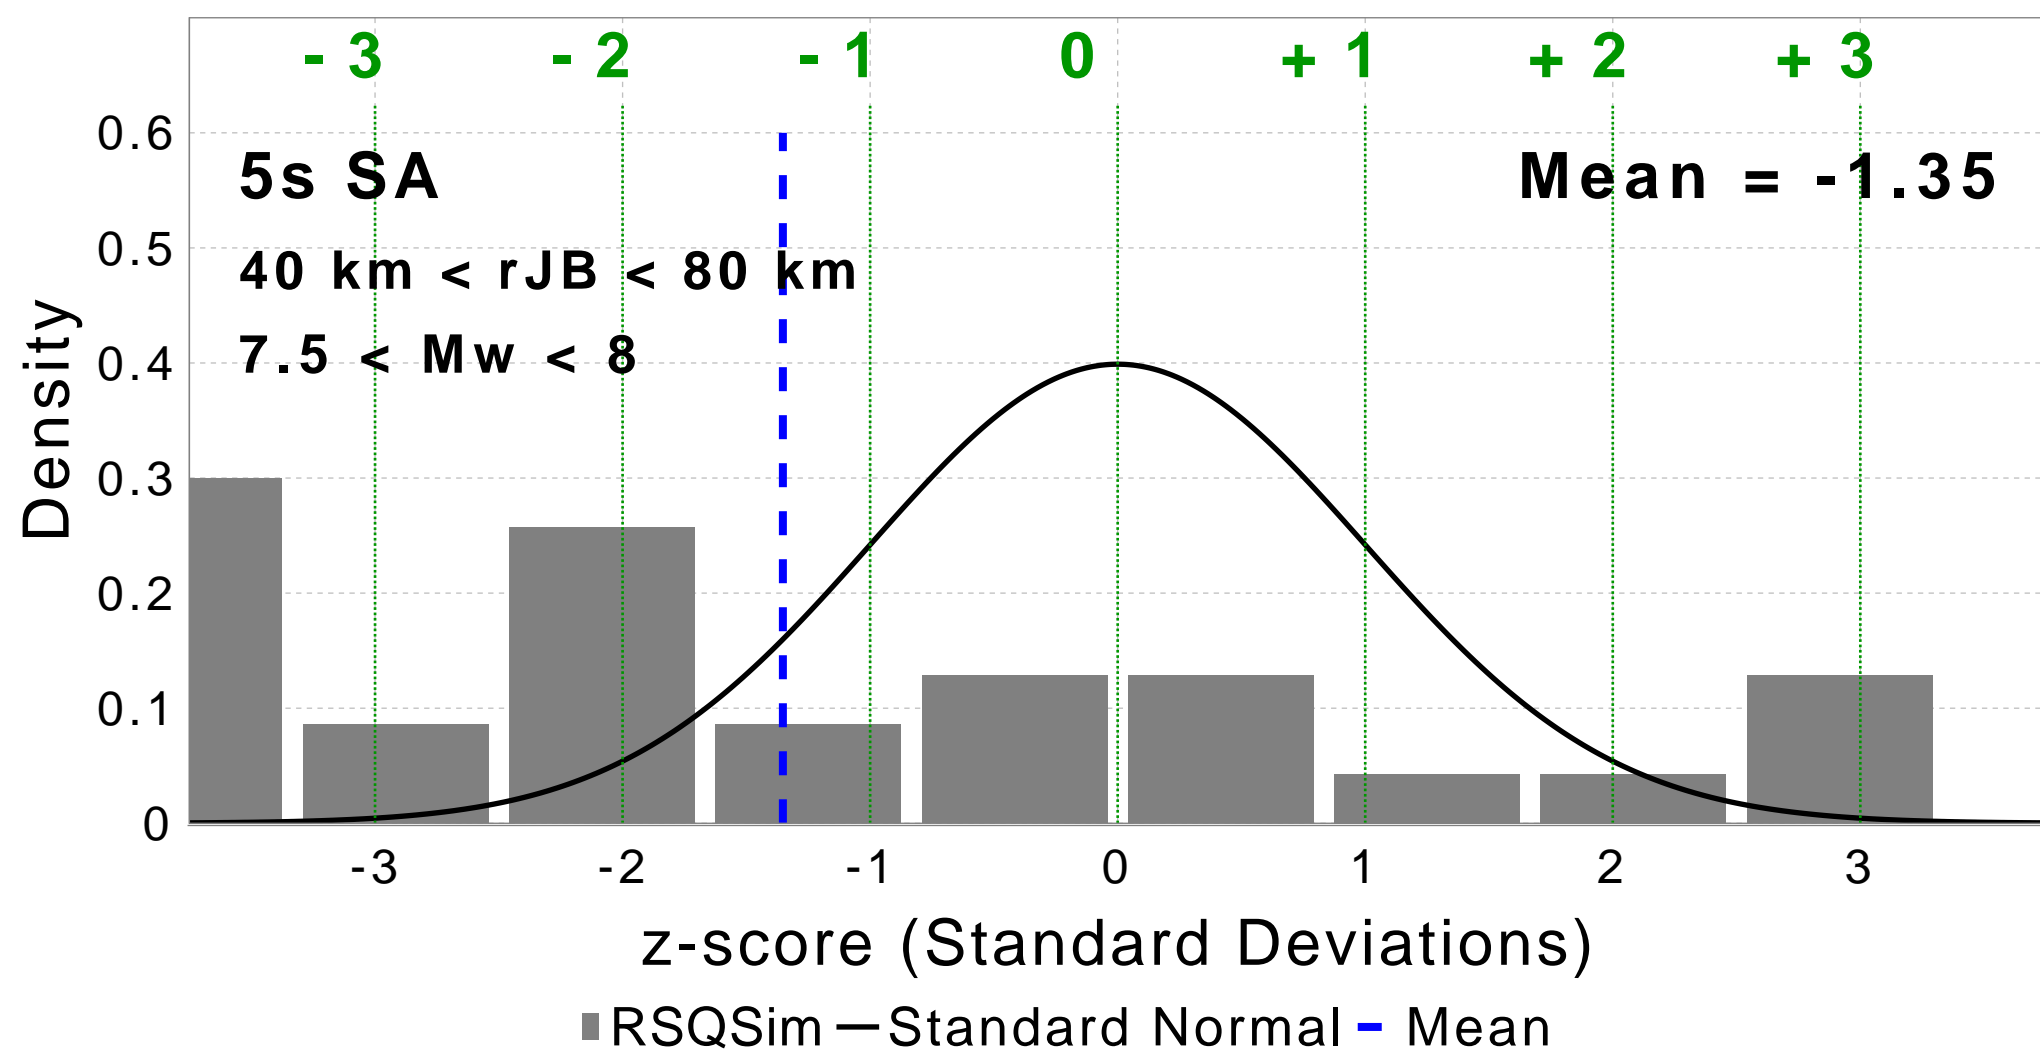 - 3 - 2 - 1 0 + 1 + 2 + 3
0.6
5s SA Mean = -1.35
0.5
40 km < rJB < 80 km
7.5 < Mw < 8
0.4
0.3
0.2
0.1
0
Density
-3 -2 -1 0 1 2 3
z-score (Standard Deviations)
RSQSim Standard Normal Mean